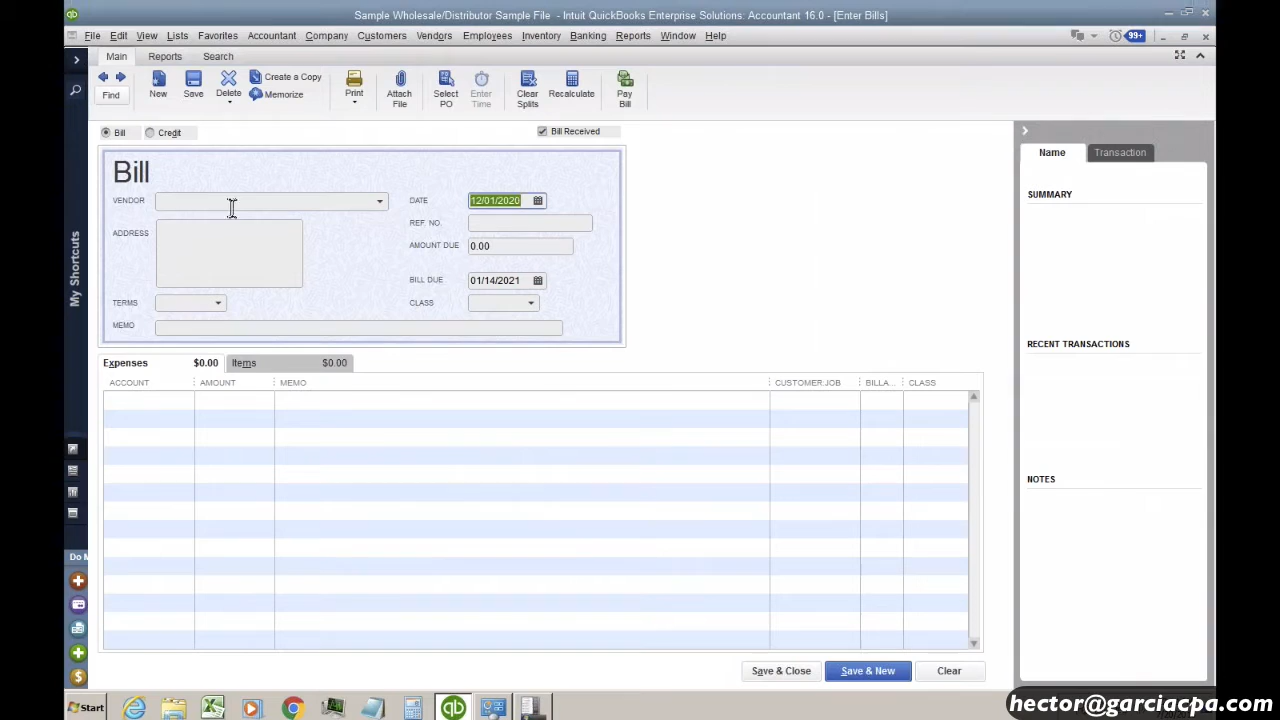 Sample Wholesale/Distributor Sample File - Intuit QuickBooks Enterprise Solutions: Accountant 16.0 - [Enter Bills]
File Edit View Lists Favorites Accountant Company Customers Vendors Employees Inventory Banking Reports Window Help 99+
Main Reports Search
Find New Save Delete Create a Copy Memorize Print Attach File Select PO Enter Time Clear Splits Recalculate Pay Bill
Bill Credit Bill Received
Bill
VENDOR DATE 12/01/2020
REF. NO.
ADDRESS AMOUNT DUE 0.00
BILL DUE 01/14/2021
TERMS CLASS
MEMO
Expenses $0.00 Items $0.00
ACCOUNT AMOUNT MEMO CUSTOMER:JOB BILLA... CLASS
Save & Close Save & New Clear
My Shortcuts
Do M
Name Transaction
SUMMARY
RECENT TRANSACTIONS
NOTES
Start
hector@garciacpa.com